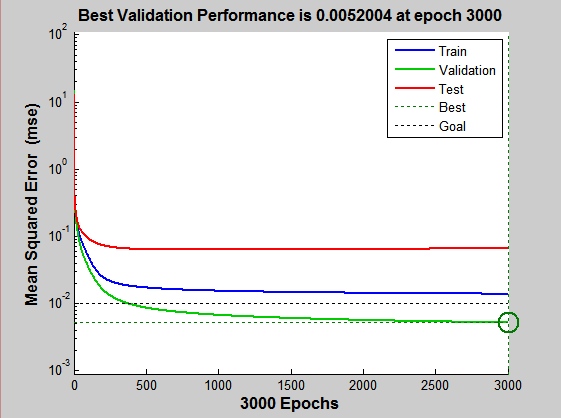 Best Validation Performance is 0.0052004 at epoch 3000
Mean Squared Error (mse)
10^2
10^1
10^0
10^-1
10^-2
10^-3
Train
Validation
Test
Best
Goal
0 500 1000 1500 2000 2500 3000
3000 Epochs